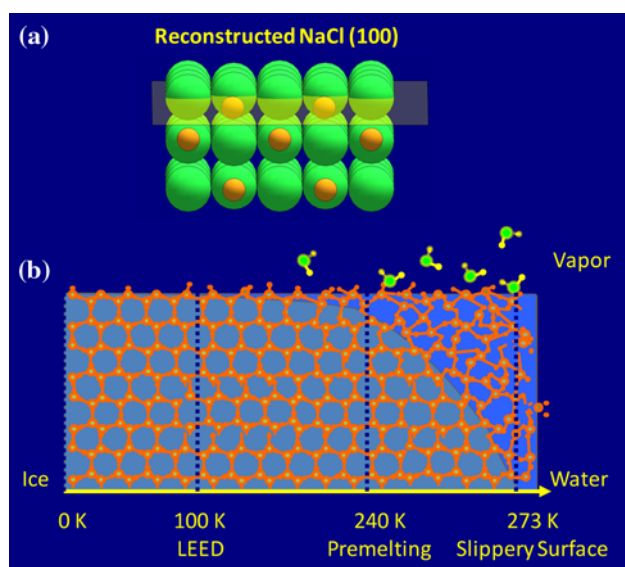 (a)
Reconstructed NaCl (100)
(b)
Vapor
Ice
Water
0 K 100 K 240 K 273 K
LEED Premelting Slippery Surface